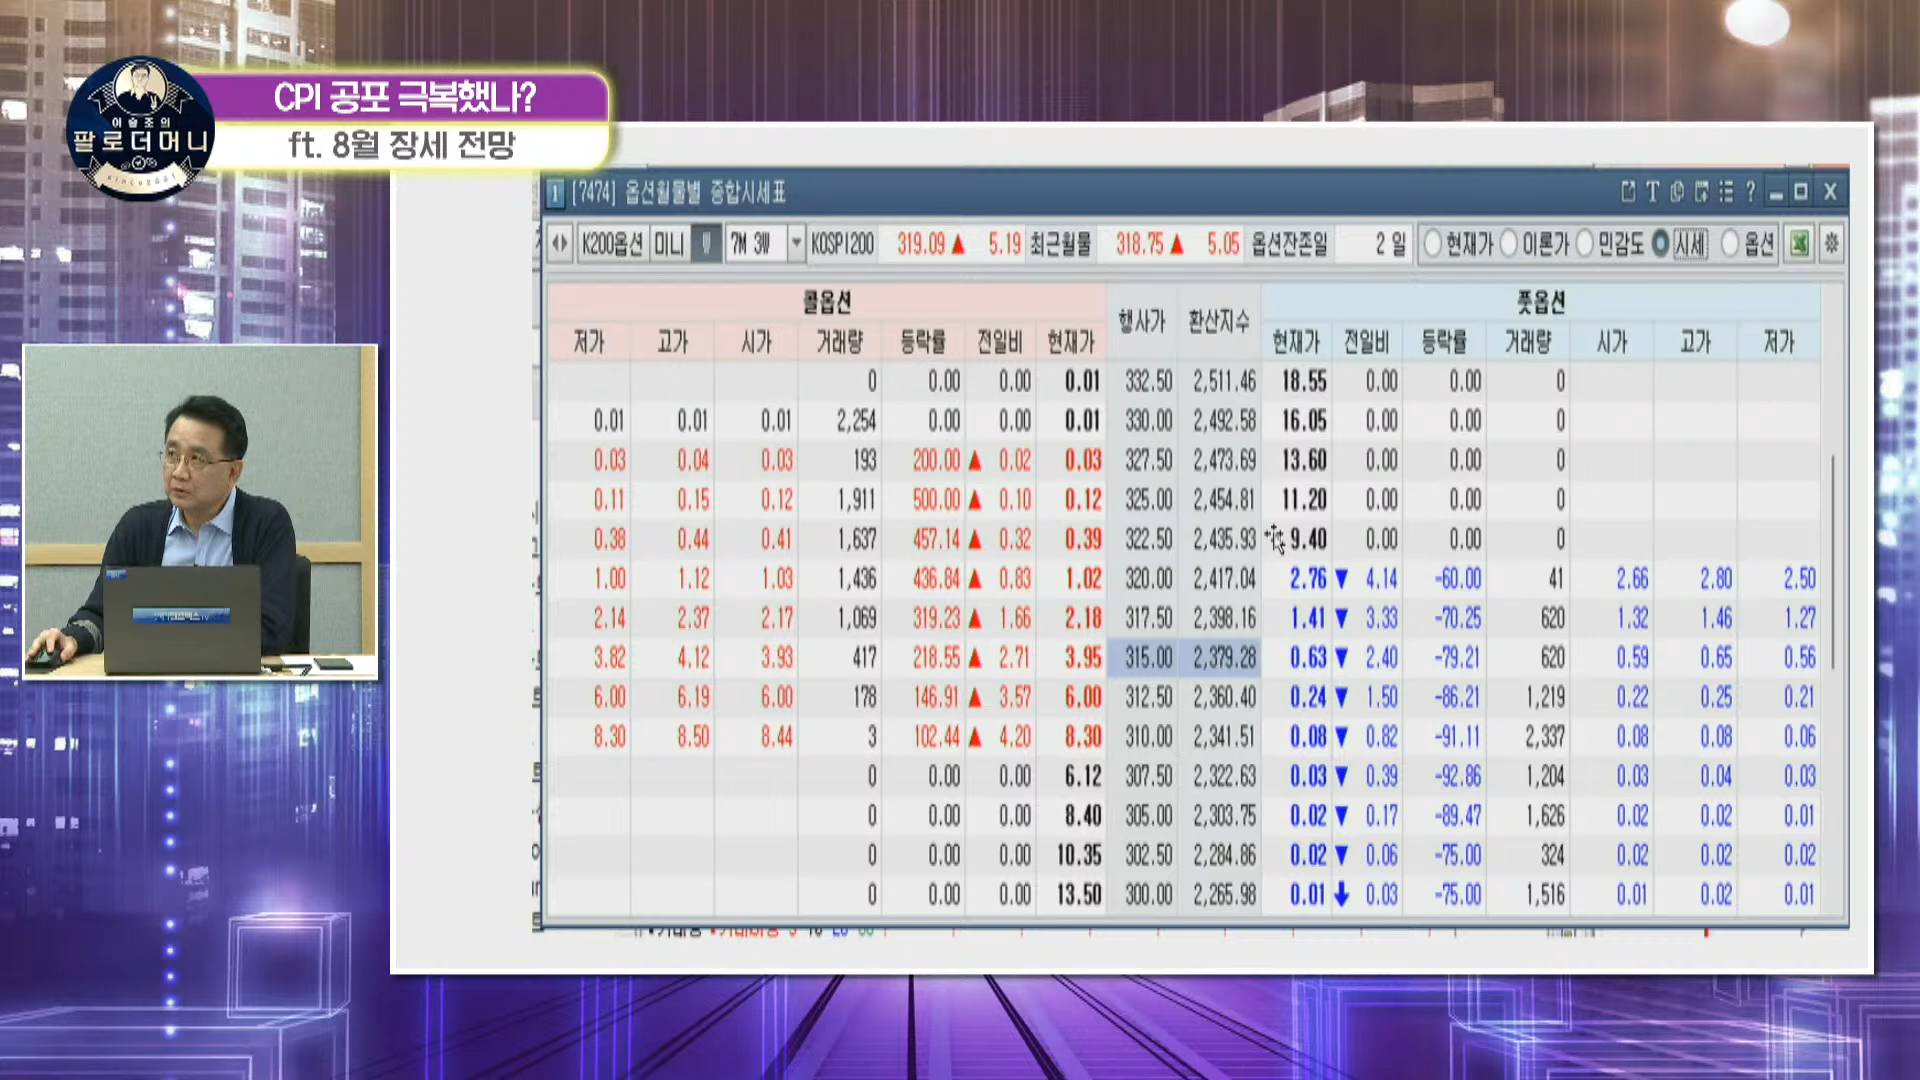 CPI 공포 극복했나?
ft. 8월 장세 전망
이승조의
팔로더머니
1 [7474] 옵션월물별 종합시세표
K200옵션 미니 W 7M 3W KOSPI200 319.09 ▲ 5.19 최근월물 318.75 ▲ 5.05 옵션잔존일 2 일 현재가 이론가 민감도 시세 옵션
콜옵션 행사가 환산지수 풋옵션
저가 고가 시가 거래량 등락률 전일비 현재가 현재가 전일비 등락률 거래량 시가 고가 저가
0 0.00 0.00 0.01 332.50 2,511.46 18.55 0.00 0.00 0
0.01 0.01 0.01 2,254 0.00 0.00 0.01 330.00 2,492.58 16.05 0.00 0.00 0
0.03 0.04 0.03 193 200.00 ▲ 0.02 0.03 327.50 2,473.69 13.60 0.00 0.00 0
0.11 0.15 0.12 1,911 500.00 ▲ 0.10 0.12 325.00 2,454.81 11.20 0.00 0.00 0
0.38 0.44 0.41 1,637 457.14 ▲ 0.32 0.39 322.50 2,435.93 9.40 0.00 0.00 0
1.00 1.12 1.03 1,436 436.84 ▲ 0.83 1.02 320.00 2,417.04 2.76 ▼ 4.14 -60.00 41 2.66 2.80 2.50
2.14 2.37 2.17 1,069 319.23 ▲ 1.66 2.18 317.50 2,398.16 1.41 ▼ 3.33 -70.25 620 1.32 1.46 1.27
3.82 4.12 3.93 417 218.55 ▲ 2.71 3.95 315.00 2,379.28 0.63 ▼ 2.40 -79.21 620 0.59 0.65 0.56
6.00 6.19 6.00 178 146.91 ▲ 3.57 6.00 312.50 2,360.40 0.24 ▼ 1.50 -86.21 1,219 0.22 0.25 0.21
8.30 8.50 8.44 3 102.44 ▲ 4.20 8.30 310.00 2,341.51 0.08 ▼ 0.82 -91.11 2,337 0.08 0.08 0.06
0 0.00 0.00 6.12 307.50 2,322.63 0.03 ▼ 0.39 -92.86 1,204 0.03 0.04 0.03
0 0.00 0.00 8.40 305.00 2,303.75 0.02 ▼ 0.17 -89.47 1,626 0.02 0.02 0.01
0 0.00 0.00 10.35 302.50 2,284.86 0.02 ▼ 0.06 -75.00 324 0.02 0.02 0.02
0 0.00 0.00 13.50 300.00 2,265.98 0.01 ↓ 0.03 -75.00 1,516 0.01 0.02 0.01